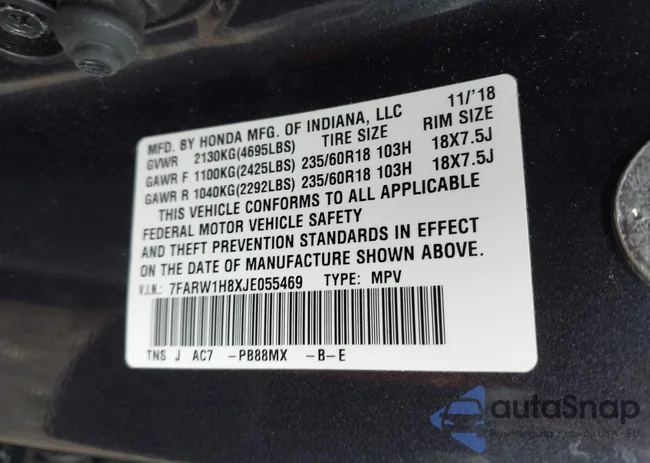 MFD. BY HONDA MFG. OF INDIANA, LLC 11/'18
GVWR 2130KG(4695LBS) TIRE SIZE RIM SIZE
GAWR F 1100KG(2425LBS) 235/60R18 103H 18X7.5J
GAWR R 1040KG(2292LBS) 235/60R18 103H 18X7.5J
THIS VEHICLE CONFORMS TO ALL APPLICABLE
FEDERAL MOTOR VEHICLE SAFETY
AND THEFT PREVENTION STANDARDS IN EFFECT
ON THE DATE OF MANUFACTURE SHOWN ABOVE.
V.I.N.: 7FARW1H8XJE055469 TYPE: MPV
TNS J AC7 -PB88MX -B-E
autoSnap